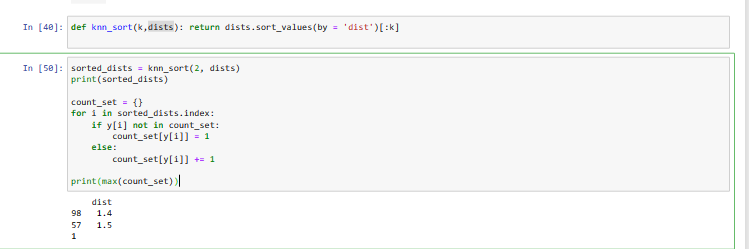 In [40]: def knn_sort(k,dists): return dists.sort_values(by = 'dist')[:k]
In [50]: sorted_dists = knn_sort(2, dists)
print(sorted_dists)
count_set = {}
for i in sorted_dists.index:
    if y[i] not in count_set:
        count_set[y[i]] = 1
    else:
        count_set[y[i]] += 1
print(max(count_set))
    dist
98  1.4
57  1.5
1